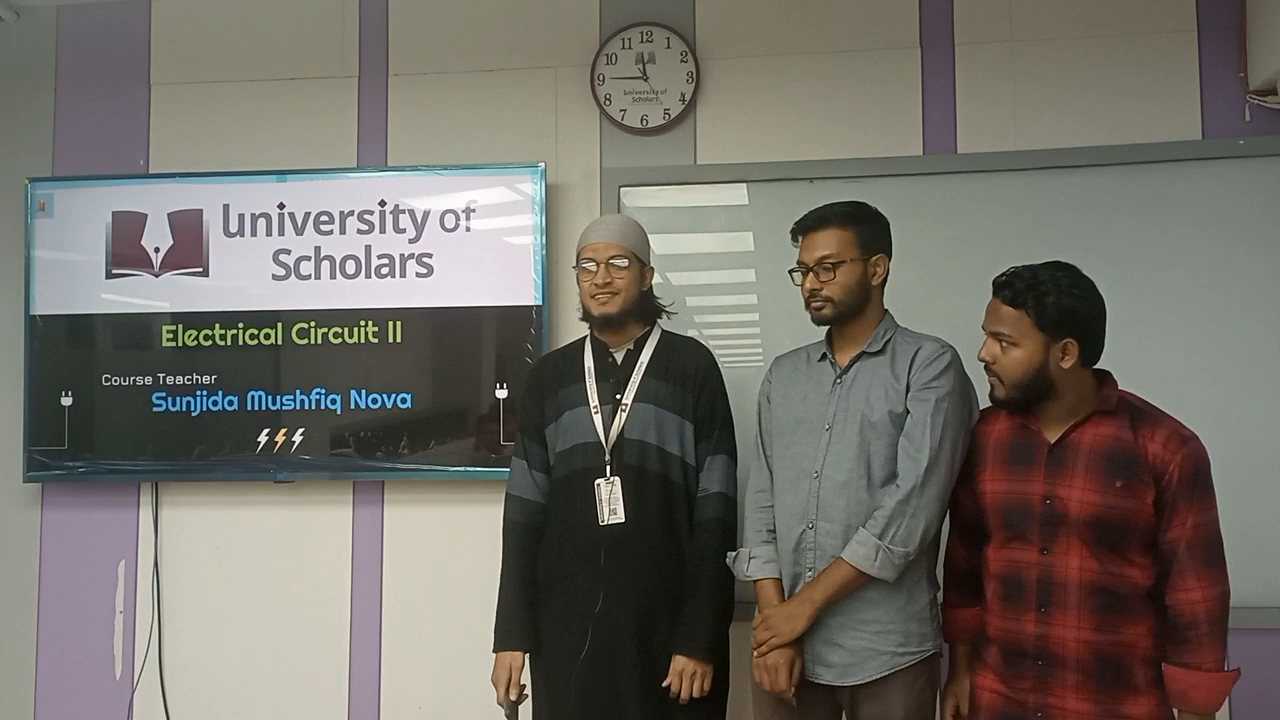 12
11
1
10
2
9
3
University of
Scholars
8
4
7
5
6
University of
Scholars
Electrical Circuit II
Course Teacher
Sunjida Mushfiq Nova